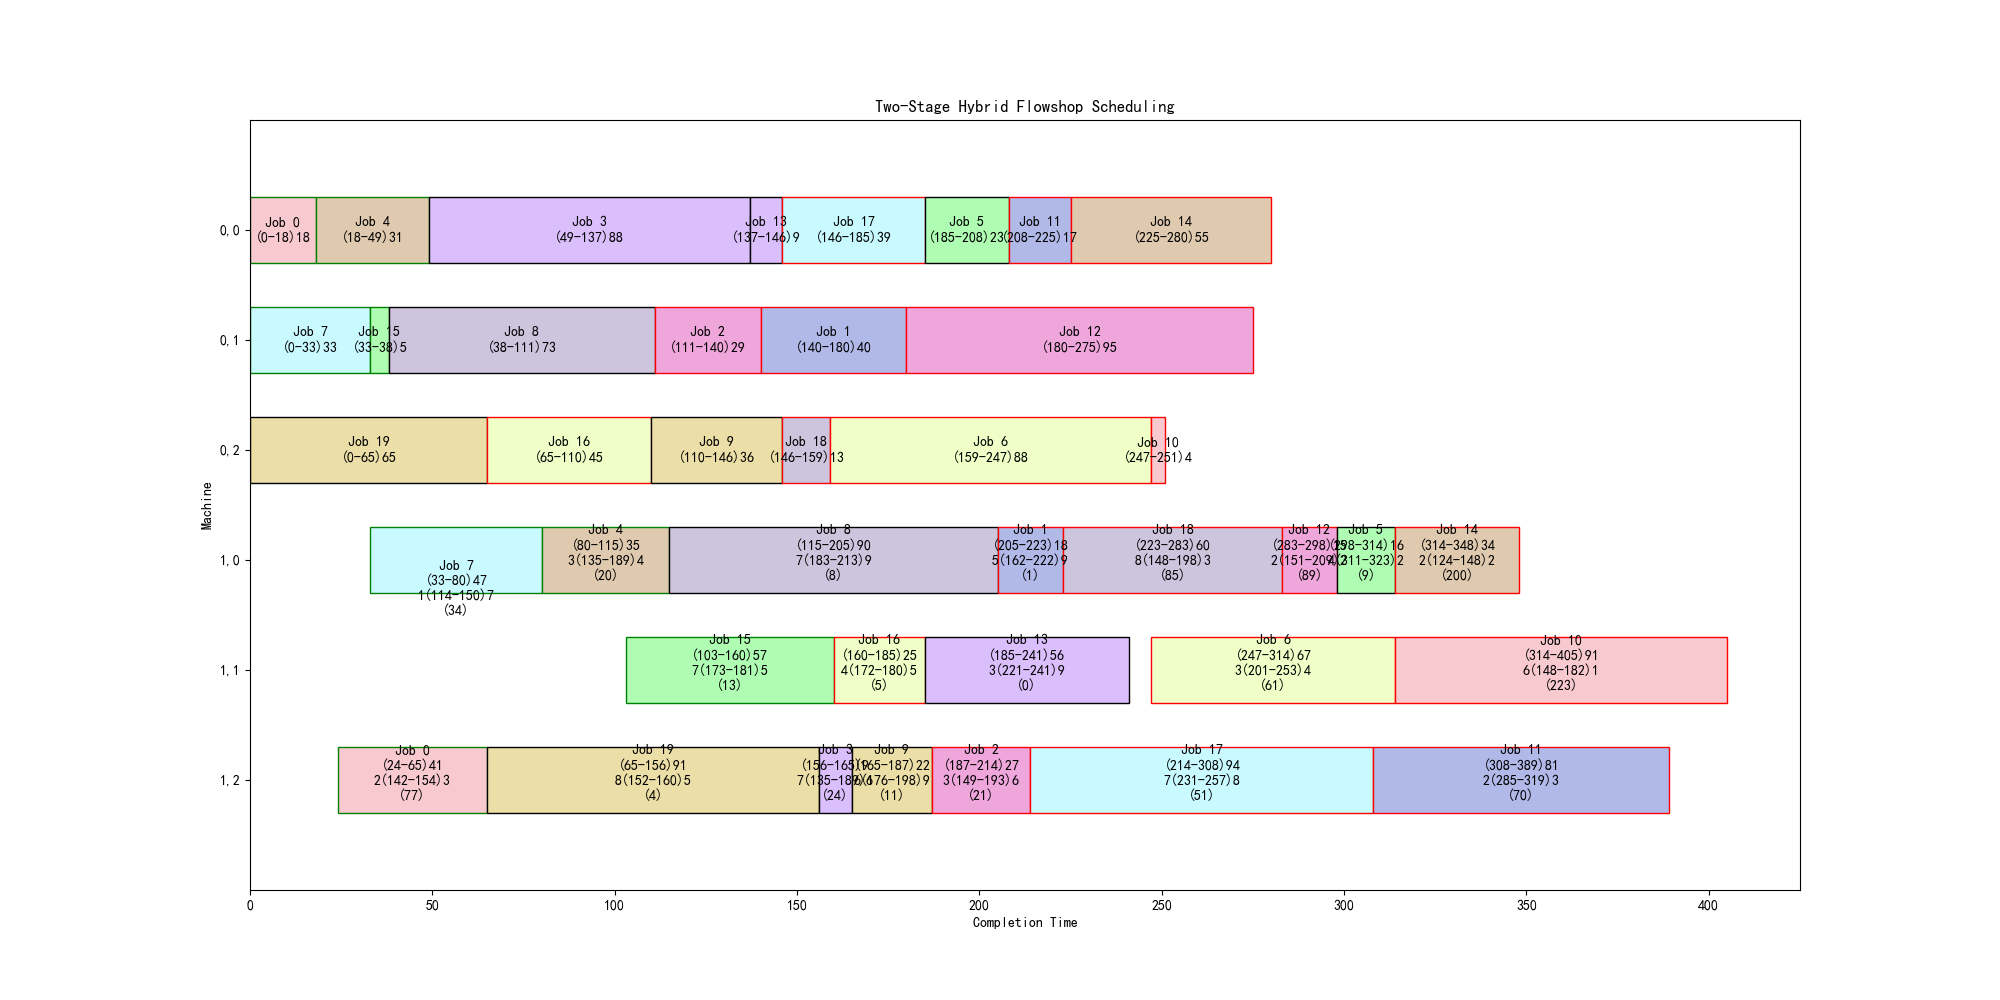 Two-Stage Hybrid Flowshop Scheduling
Machine
0,0
Job 0
(0-18)18
Job 4
(18-49)31
Job 3
(49-137)88
Job 13
(137-146)9
Job 17
(146-185)39
Job 5
(185-208)23
Job 11
(208-225)17
Job 14
(225-280)55
0,1
Job 7
(0-33)33
Job 15
(33-38)5
Job 8
(38-111)73
Job 2
(111-140)29
Job 1
(140-180)40
Job 12
(180-275)95
0,2
Job 19
(0-65)65
Job 16
(65-110)45
Job 9
(110-146)36
Job 18
(146-159)13
Job 6
(159-247)88
Job 10
(247-251)4
1,0
Job 7
(33-80)47
1(114-150)7
(34)
Job 4
(80-115)35
3(135-189)4
(20)
Job 8
(115-205)90
7(183-213)9
(8)
Job 1
(205-223)18
5(162-222)9
(1)
Job 18
(223-283)60
8(148-198)3
(85)
Job 12
(283-298)15
2(151-209)
(89)
Job 5
(298-314)16
4(311-323)2
(9)
Job 14
(314-348)34
2(124-148)2
(200)
1,1
Job 15
(103-160)57
7(173-181)5
(13)
Job 16
(160-185)25
4(172-180)5
(5)
Job 13
(185-241)56
3(221-241)9
(0)
Job 6
(247-314)67
3(201-253)4
(61)
Job 10
(314-405)91
6(148-182)1
(223)
1,2
Job 0
(24-65)41
2(142-154)3
(77)
Job 19
(65-156)91
8(152-160)5
(4)
Job 3
(156-165)9
7(135-189)
(24)
Job 9
(165-187)22
6(176-198)9
(11)
Job 2
(187-214)27
3(149-193)6
(21)
Job 17
(214-308)94
7(231-257)8
(51)
Job 11
(308-389)81
2(285-319)3
(70)
0
50
100
150
200
250
300
350
400
Completion Time